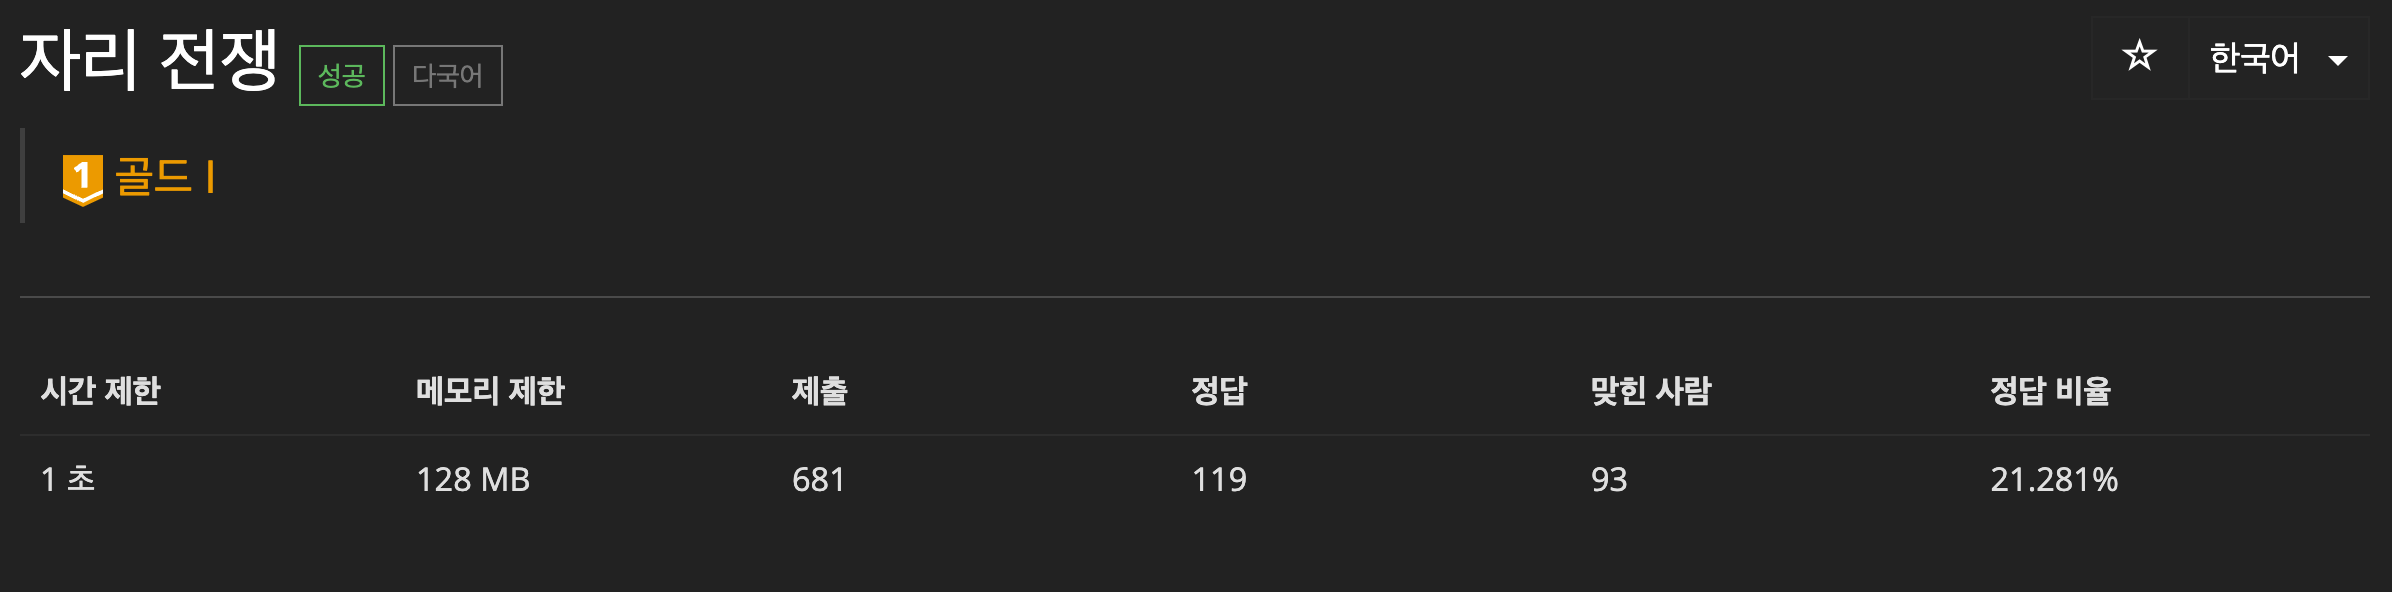 자리 전쟁 성공 다국어 ☆ 한국어
1 골드 I
시간 제한 메모리 제한 제출 정답 맞힌 사람 정답 비율
1 초 128 MB 681 119 93 21.281%